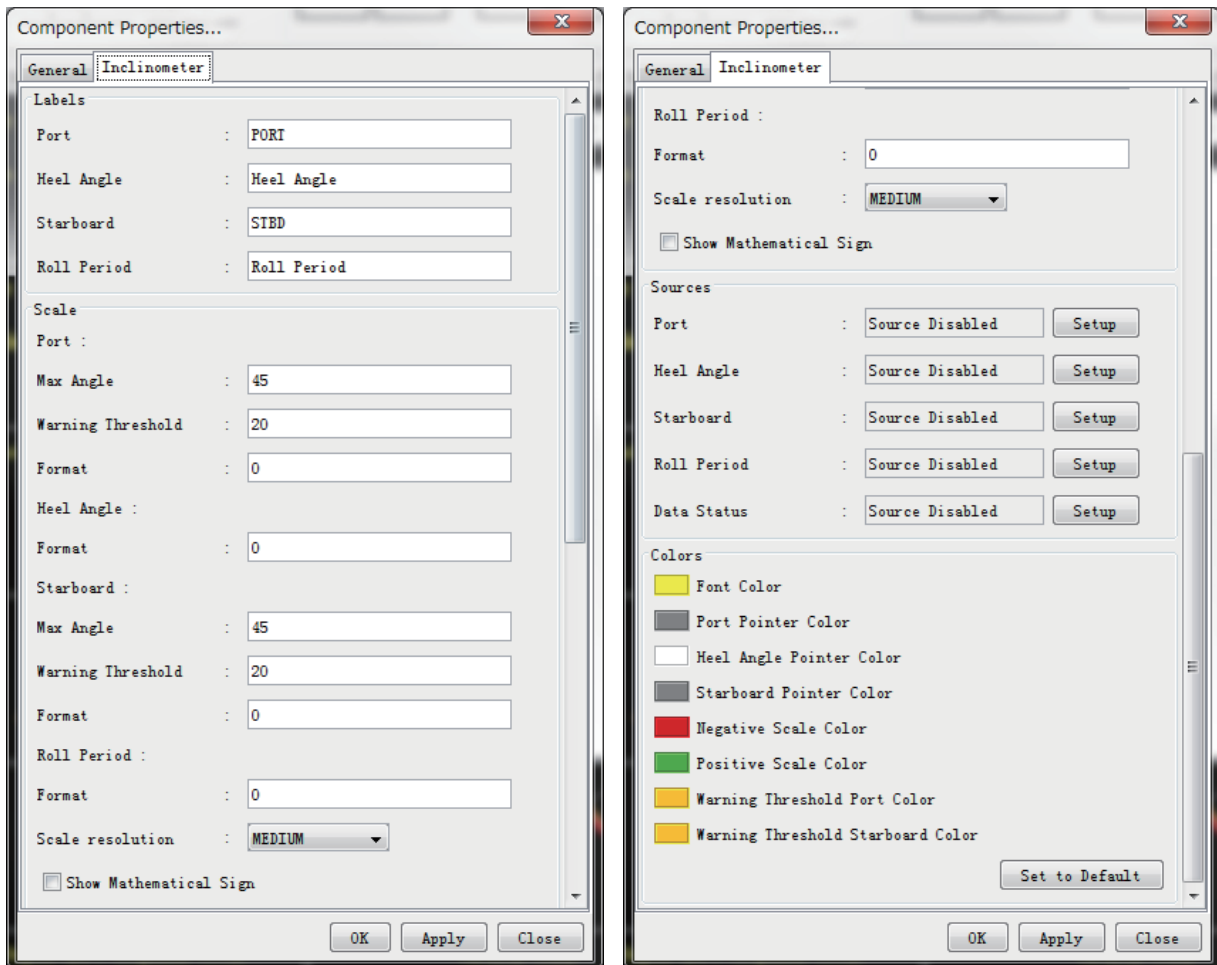 Component Properties...
General Inclinometer
Labels
Port : PORT
Heel Angle : Heel Angle
Starboard : STBD
Roll Period : Roll Period
Scale
Port :
Max Angle : 45
Warning Threshold : 20
Format : 0
Heel Angle :
Format : 0
Starboard :
Max Angle : 45
Warning Threshold : 20
Format : 0
Roll Period :
Format : 0
Scale resolution : MEDIUM
Show Mathematical Sign
OK Apply Close
Component Properties...
General Inclinometer
Roll Period :
Format : 0
Scale resolution : MEDIUM
Show Mathematical Sign
Sources
Port : Source Disabled Setup
Heel Angle : Source Disabled Setup
Starboard : Source Disabled Setup
Roll Period : Source Disabled Setup
Data Status : Source Disabled Setup
Colors
Font Color
Port Pointer Color
Heel Angle Pointer Color
Starboard Pointer Color
Negative Scale Color
Positive Scale Color
Warning Threshold Port Color
Warning Threshold Starboard Color
Set to Default
OK Apply Close